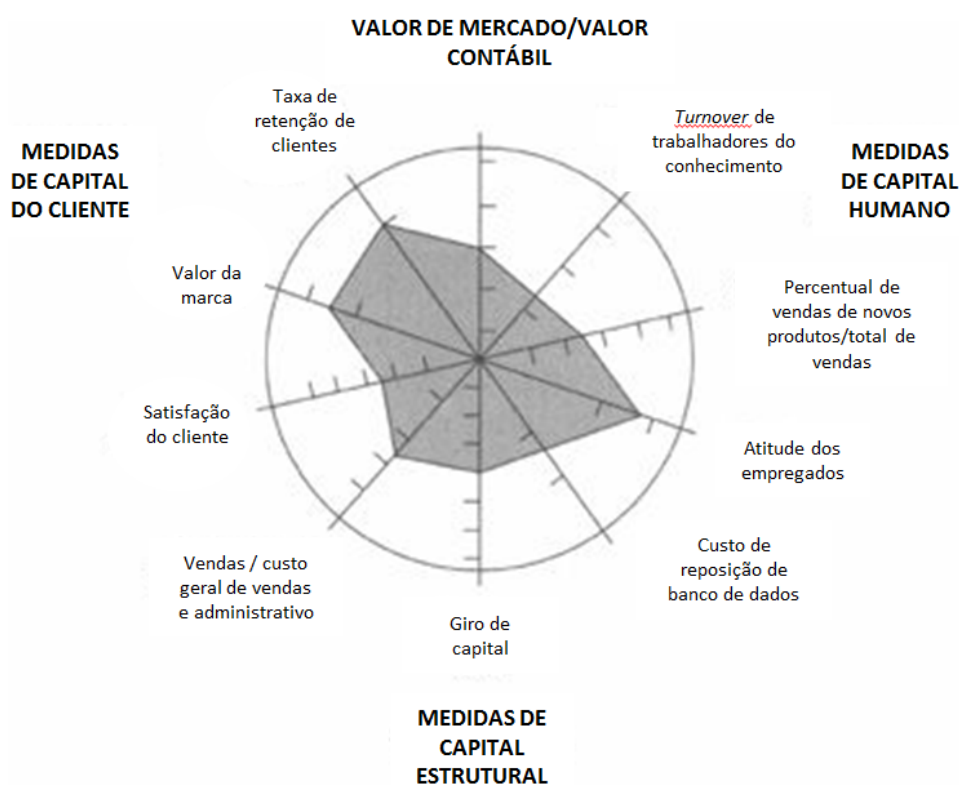 VALOR DE MERCADO/VALOR
CONTÁBIL
Taxa de
retenção de
clientes
Turnover de
trabalhadores do
conhecimento
MEDIDAS
DE CAPITAL
DO CLIENTE
MEDIDAS
DE CAPITAL
HUMANO
Valor da
marca
Percentual de
vendas de novos
produtos/total de
vendas
Satisfação
do cliente
Atitude dos
empregados
Vendas / custo
geral de vendas
e administrativo
Custo de
reposição de
banco de dados
Giro de
capital
MEDIDAS DE
CAPITAL
ESTRUTURAL